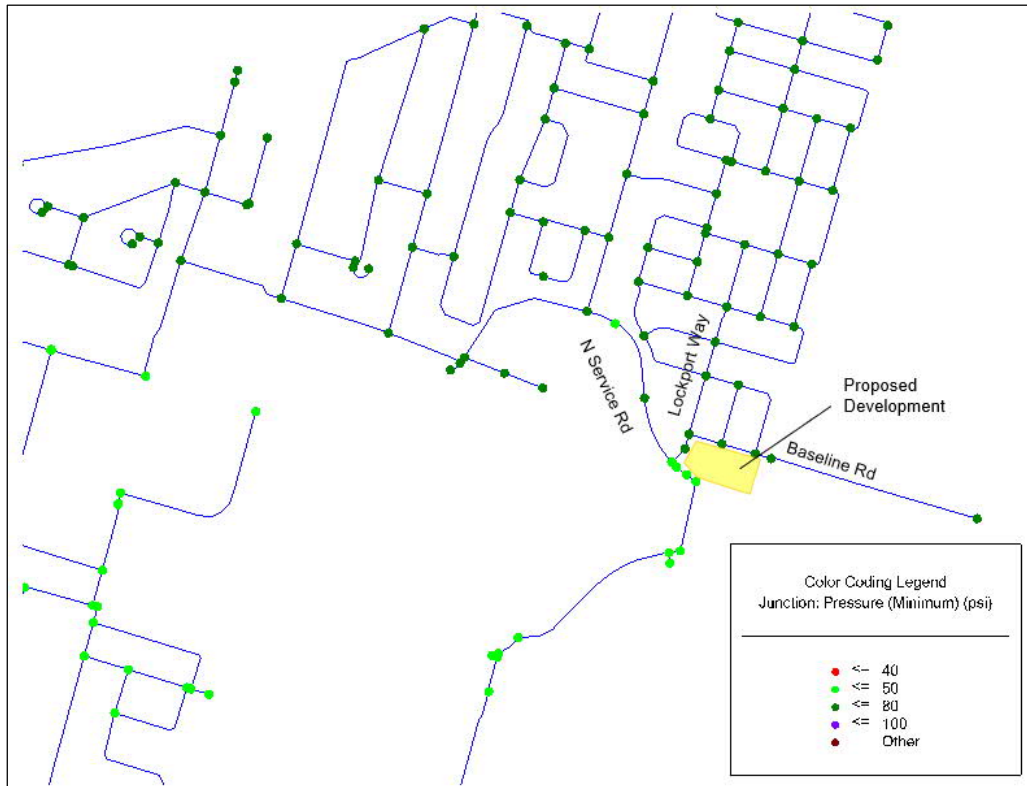 N Service Rd
Lockport Way
Proposed
Development
Baseline Rd
Color Coding Legend
Junction: Pressure (Minimum) (psi)
<= 40
<= 50
<= 80
<= 100
Other